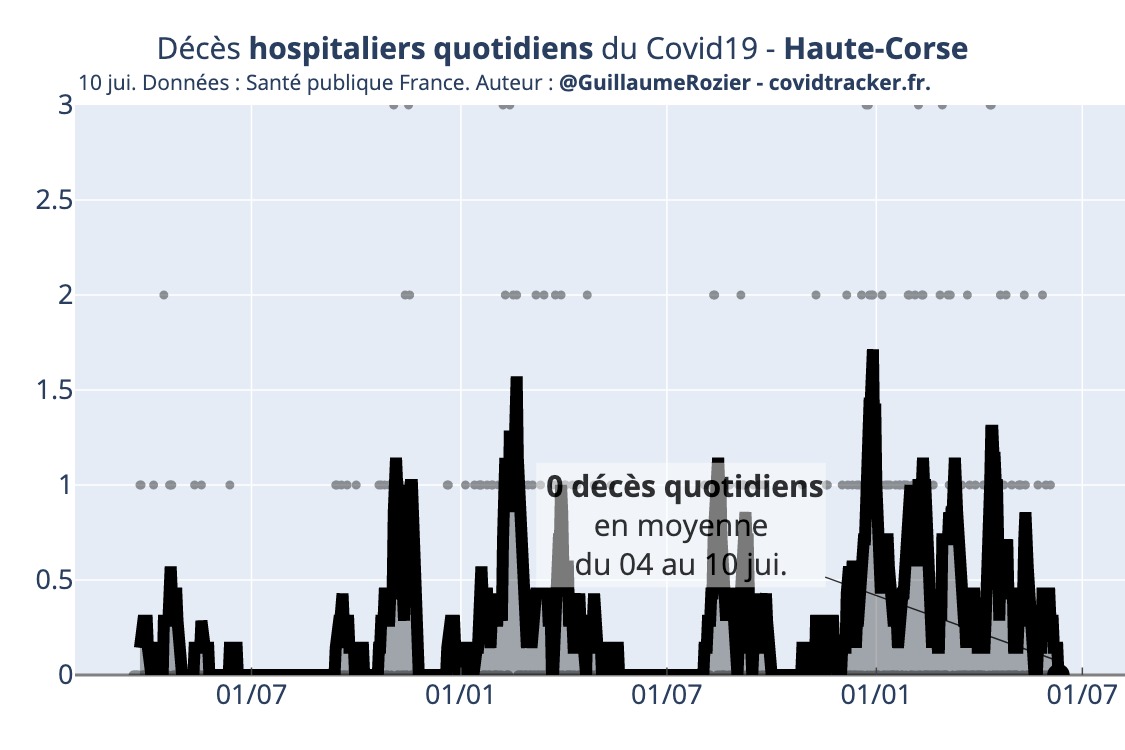 Décès hospitaliers quotidiens du Covid19 - Haute-Corse
10 jui. Données : Santé publique France. Auteur : @GuillaumeRozier - covidtracker.fr.
3
2.5
2
1.5
1
0.5
0
0 décès quotidiens
en moyenne
du 04 au 10 jui.
01/07 01/01 01/07 01/01 01/07